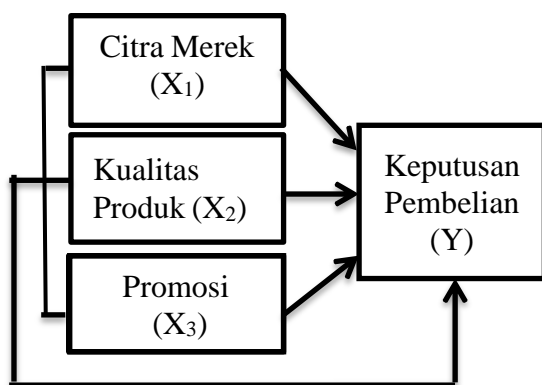 Citra Merek
(X₁)
Kualitas
Produk (X₂)
Promosi
(X₃)
Keputusan
Pembelian
(Y)